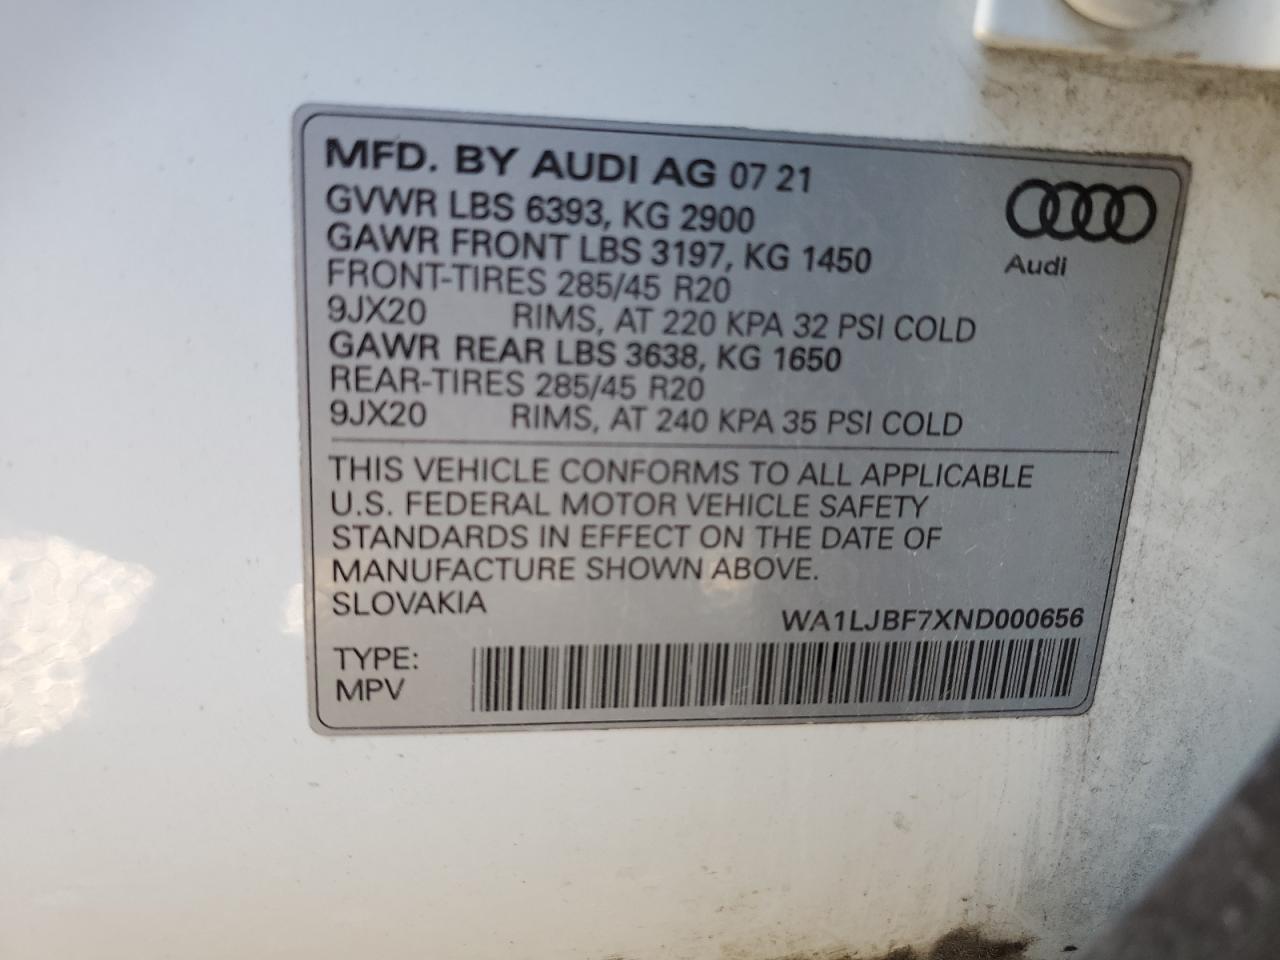 MFD. BY AUDI AG 07 21
GVWR LBS 6393, KG 2900
GAWR FRONT LBS 3197, KG 1450
FRONT-TIRES 285/45 R20
9JX20 RIMS, AT 220 KPA 32 PSI COLD
GAWR REAR LBS 3638, KG 1650
REAR-TIRES 285/45 R20
9JX20 RIMS, AT 240 KPA 35 PSI COLD
Audi
THIS VEHICLE CONFORMS TO ALL APPLICABLE
U.S. FEDERAL MOTOR VEHICLE SAFETY
STANDARDS IN EFFECT ON THE DATE OF
MANUFACTURE SHOWN ABOVE.
SLOVAKIA
WA1LJBF7XND000656
TYPE:
MPV